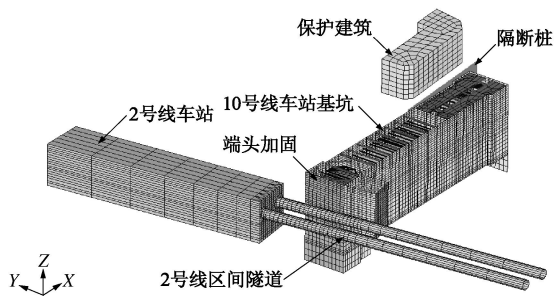 保护建筑
隔断桩
10号线车站基坑
2号线车站
端头加固
2号线区间隧道
Z
Y
X